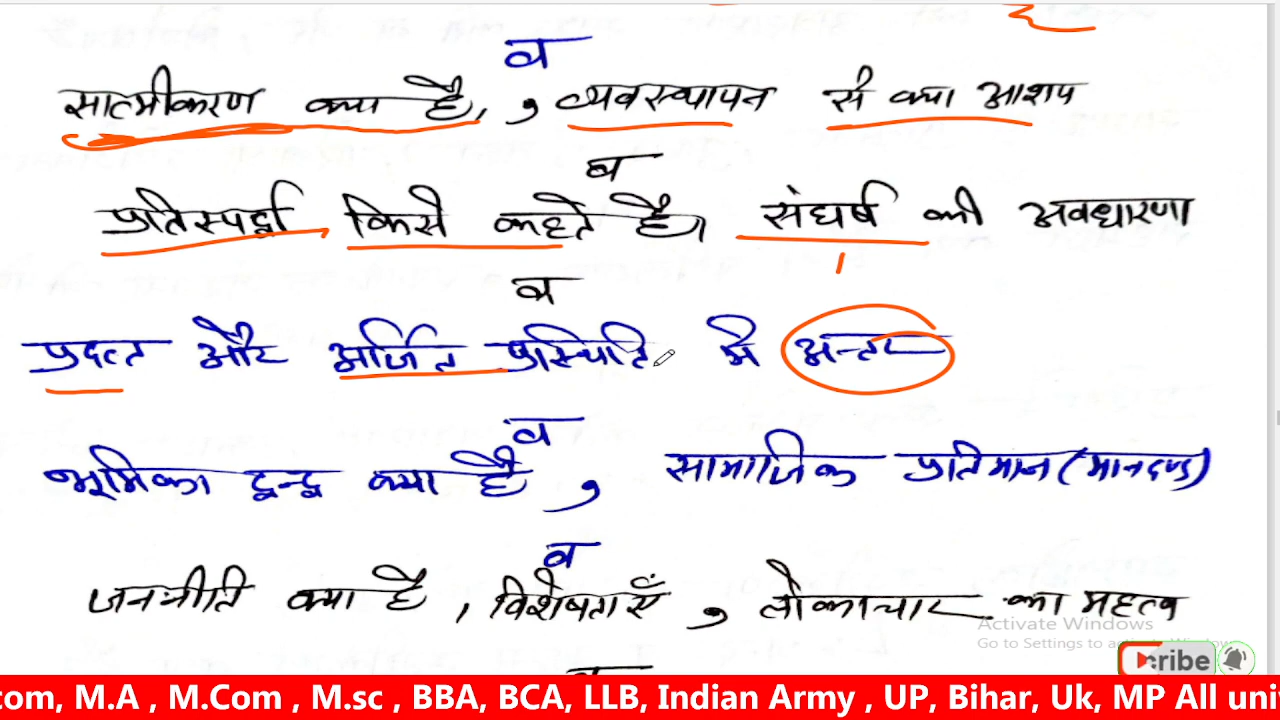 व
सात्मीकरण क्या है, , व्यवस्थापन से क्या आशय
व
प्रतिस्पर्द्धा किसे कहते है, संघर्ष की अवधारणा
व
प्रदत्त और अर्जित प्रस्थिति में अन्तर
व
भूमिका द्वन्द्व क्या है , सामाजिक प्रतिमान (मानदण्ड)
व
जनरीति क्या है , विशेषताएँ , लोकाचार का महत्व
Activate Windows
Go to Settings to activate Windows.
cribe
com, M.A , M.Com , M.sc , BBA, BCA, LLB, Indian Army , UP, Bihar, Uk, MP All uni